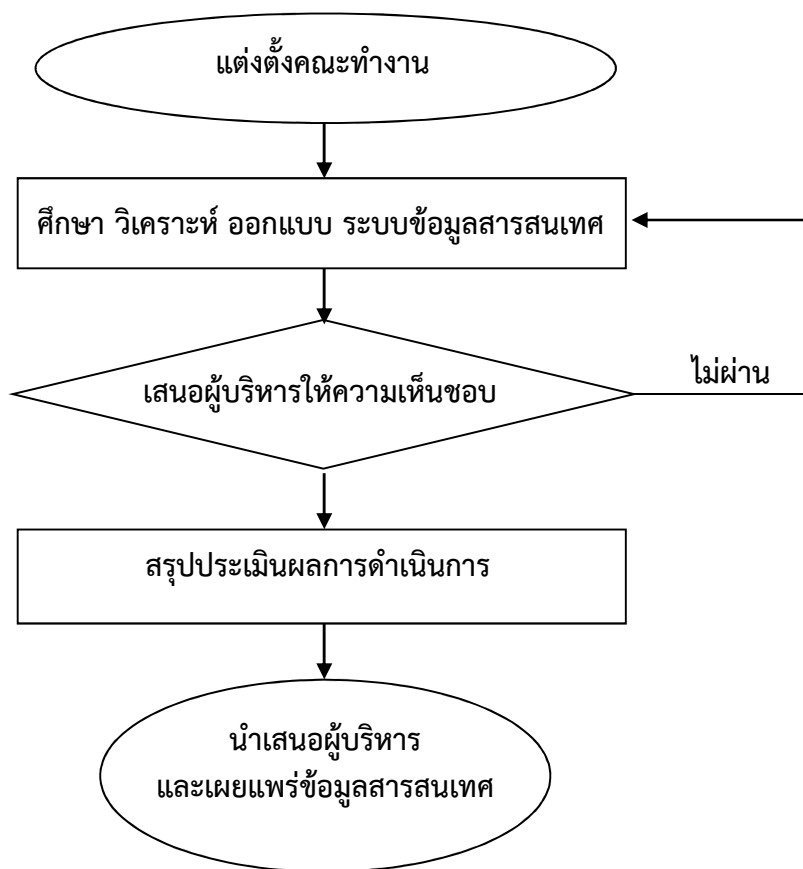 แต่งตั้งคณะทำงาน
ศึกษา วิเคราะห์ ออกแบบ ระบบข้อมูลสารสนเทศ
เสนอผู้บริหารให้ความเห็นชอบ
ไม่ผ่าน
สรุปประเมินผลการดำเนินการ
นำเสนอผู้บริหาร
และเผยแพร่ข้อมูลสารสนเทศ